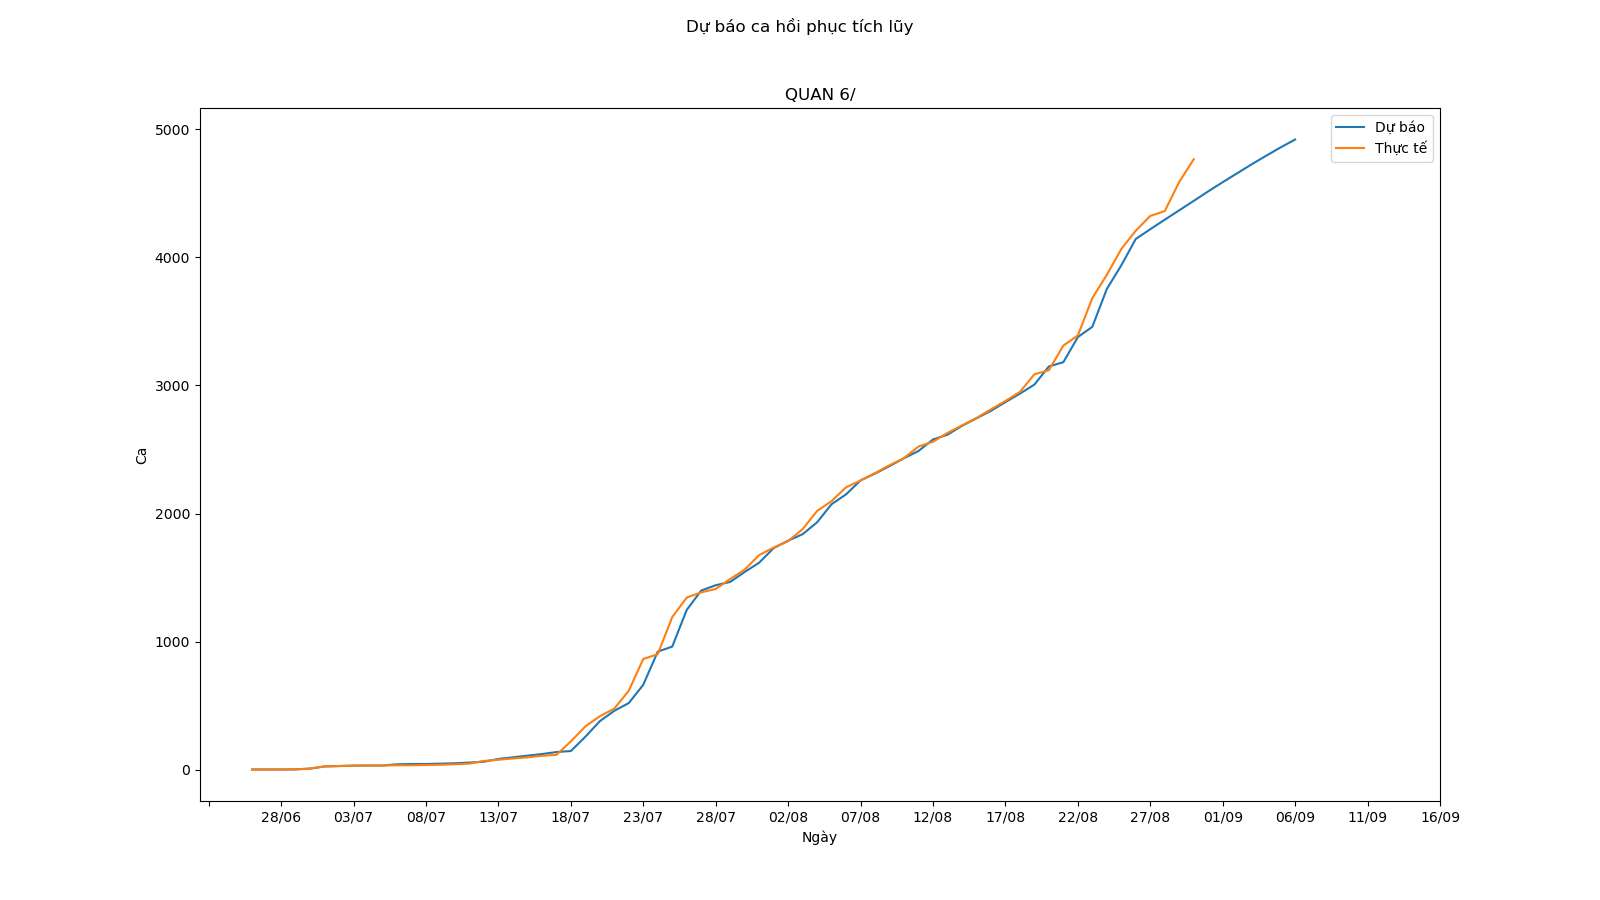 Dự báo ca hồi phục tích lũy
QUAN 6/
Dự báo
Thực tế
5000
4000
3000
2000
1000
0
Ca
28/06 03/07 08/07 13/07 18/07 23/07 28/07 02/08 07/08 12/08 17/08 22/08 27/08 01/09 06/09 11/09 16/09
Ngày